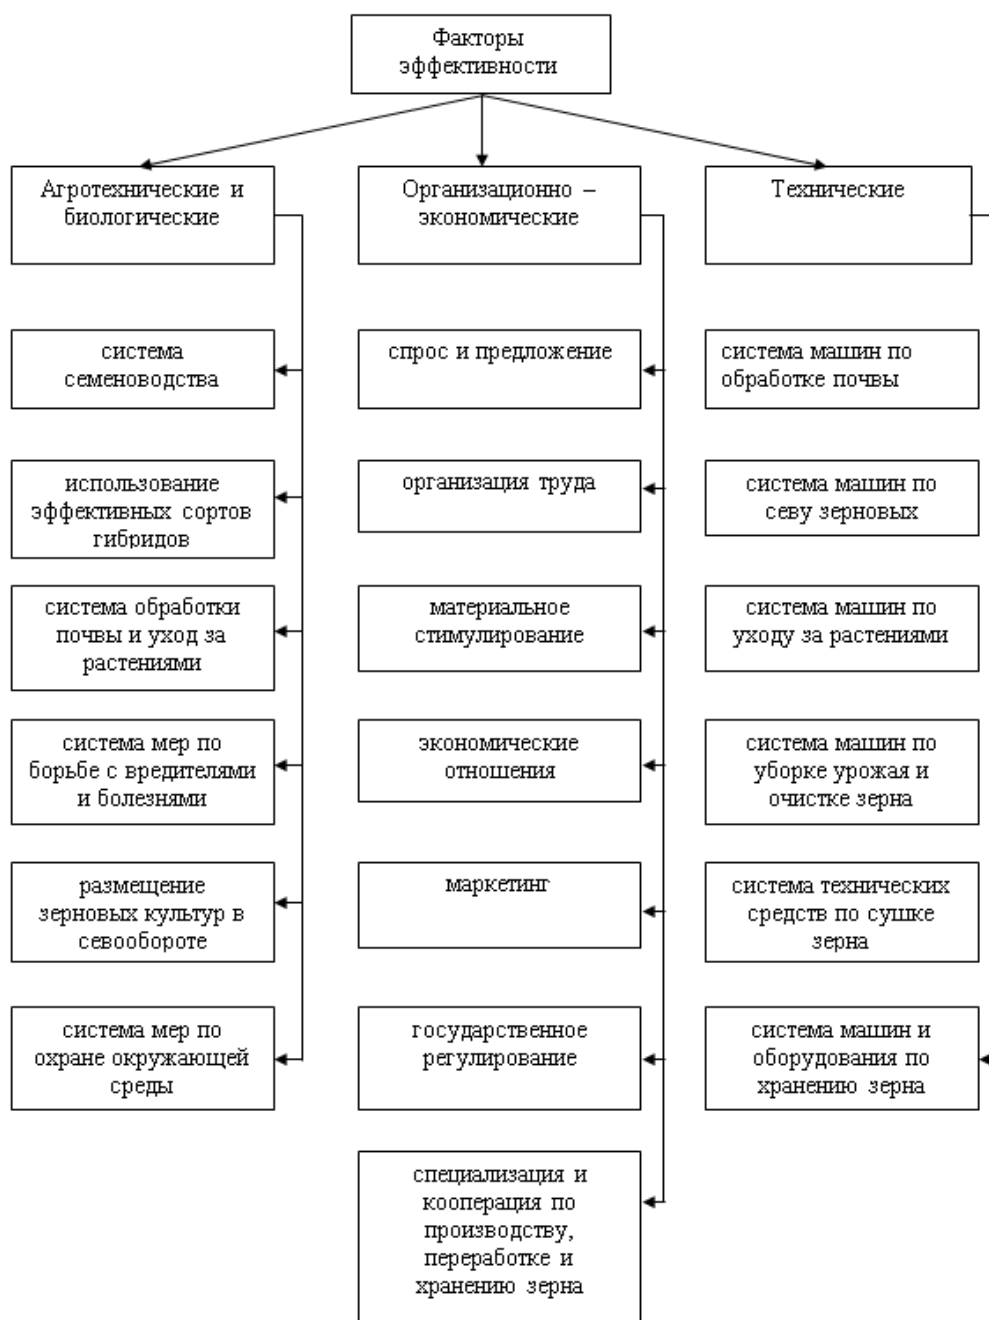 Факторы
эффективности
Агротехнические и
биологические
Организационно –
экономические
Технические
система
семеноводства
спрос и предложение
система машин по
обработке почвы
использование
эффективных сортов
гибридов
организация труда
система машин по
севу зерновых
система обработки
почвы и уход за
растениями
материальное
стимулирование
система машин по
уходу за растениями
система мер по
борьбе с вредителями
и болезнями
экономические
отношения
система машин по
уборке урожая и
очистке зерна
размещение
зерновых культур в
севообороте
маркетинг
система технических
средств по сушке
зерна
система мер по
охране окружающей
среды
государственное
регулирование
система машин и
оборудования по
хранению зерна
специализация и
кооперация по
производству,
переработке и
хранению зерна